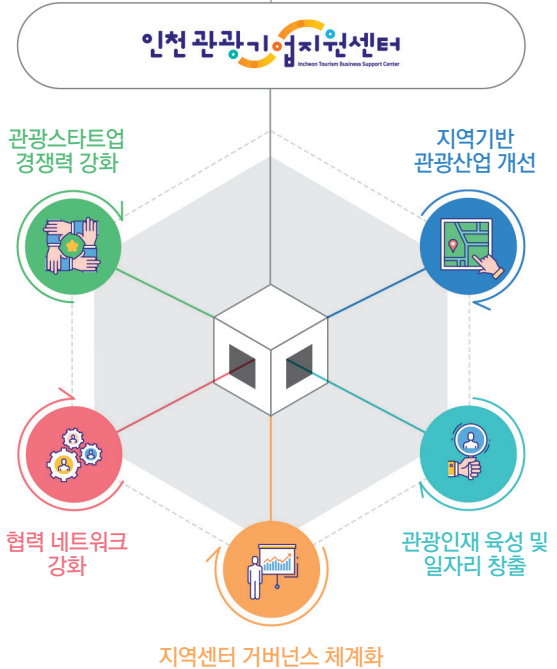 인천 관광기업지원센터
Incheon Tourism Business Support Center
관광스타트업
경쟁력 강화
지역기반
관광산업 개선
협력 네트워크
강화
관광인재 육성 및
일자리 창출
지역센터 거버넌스 체계화